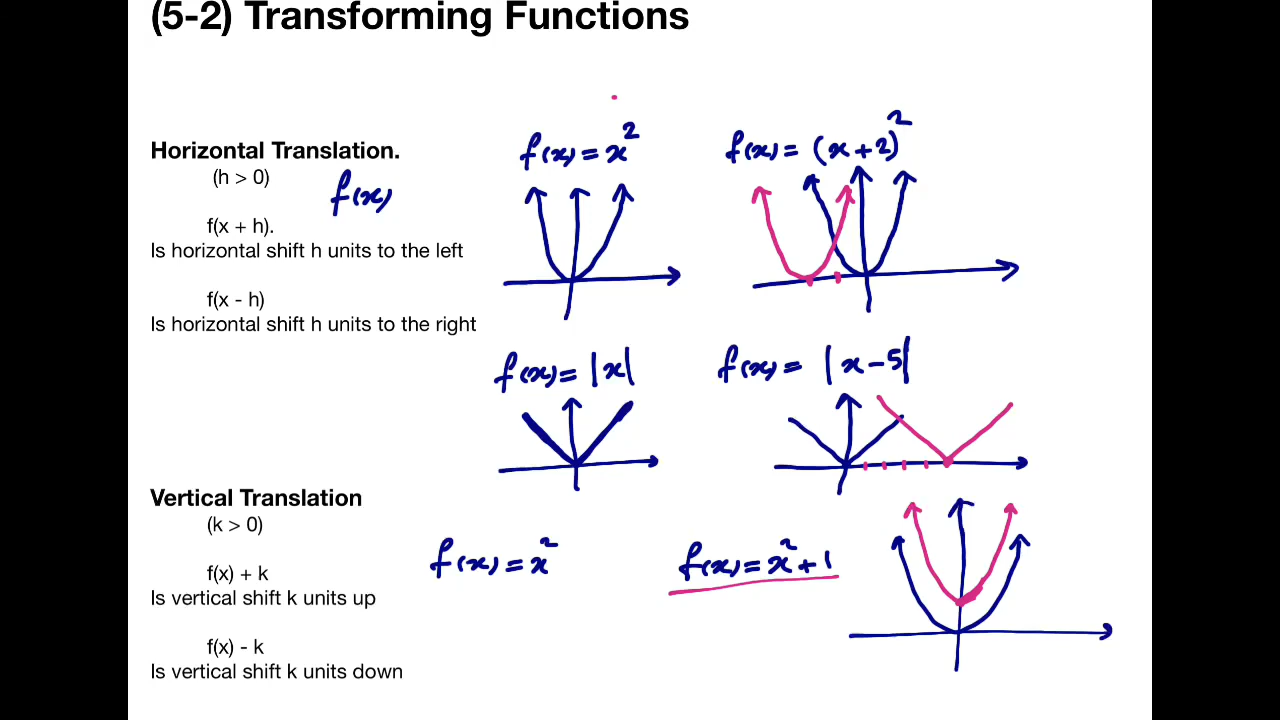 (5-2) Transforming Functions
Horizontal Translation.
(h > 0)
f(x)
f(x + h).
Is horizontal shift h units to the left
f(x - h)
Is horizontal shift h units to the right
f(x) = x²
f(x) = (x+2)²
f(x) = |x|
f(x) = |x-5|
Vertical Translation
(k > 0)
f(x) + k
Is vertical shift k units up
f(x) - k
Is vertical shift k units down
f(x) = x²
f(x) = x²+1